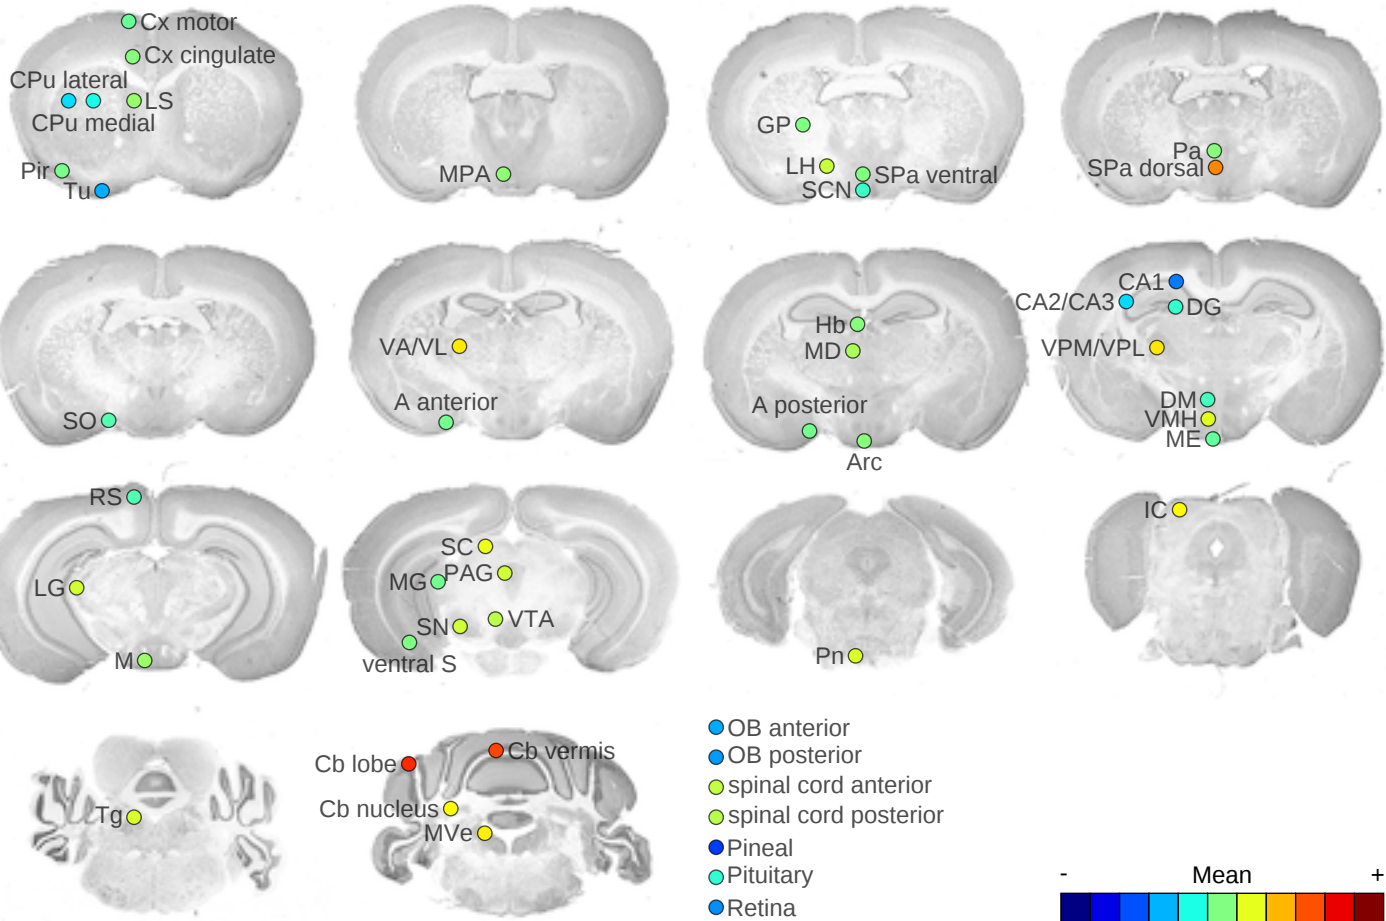 Cx motor
Cx cingulate
CPu lateral
LS
CPu medial
Pir
Tu
MPA
GP
LH
SPa ventral
SCN
Pa
SPa dorsal
SO
VA/VL
A anterior
Hb
MD
A posterior
Arc
CA1
CA2/CA3
DG
VPM/VPL
DM
VMH
ME
RS
LG
M
SC
MG
PAG
SN
VTA
ventral S
Pn
IC
Tg
Cb lobe
Cb vermis
Cb nucleus
MVe
OB anterior
OB posterior
spinal cord anterior
spinal cord posterior
Pineal
Pituitary
Retina
- Mean +